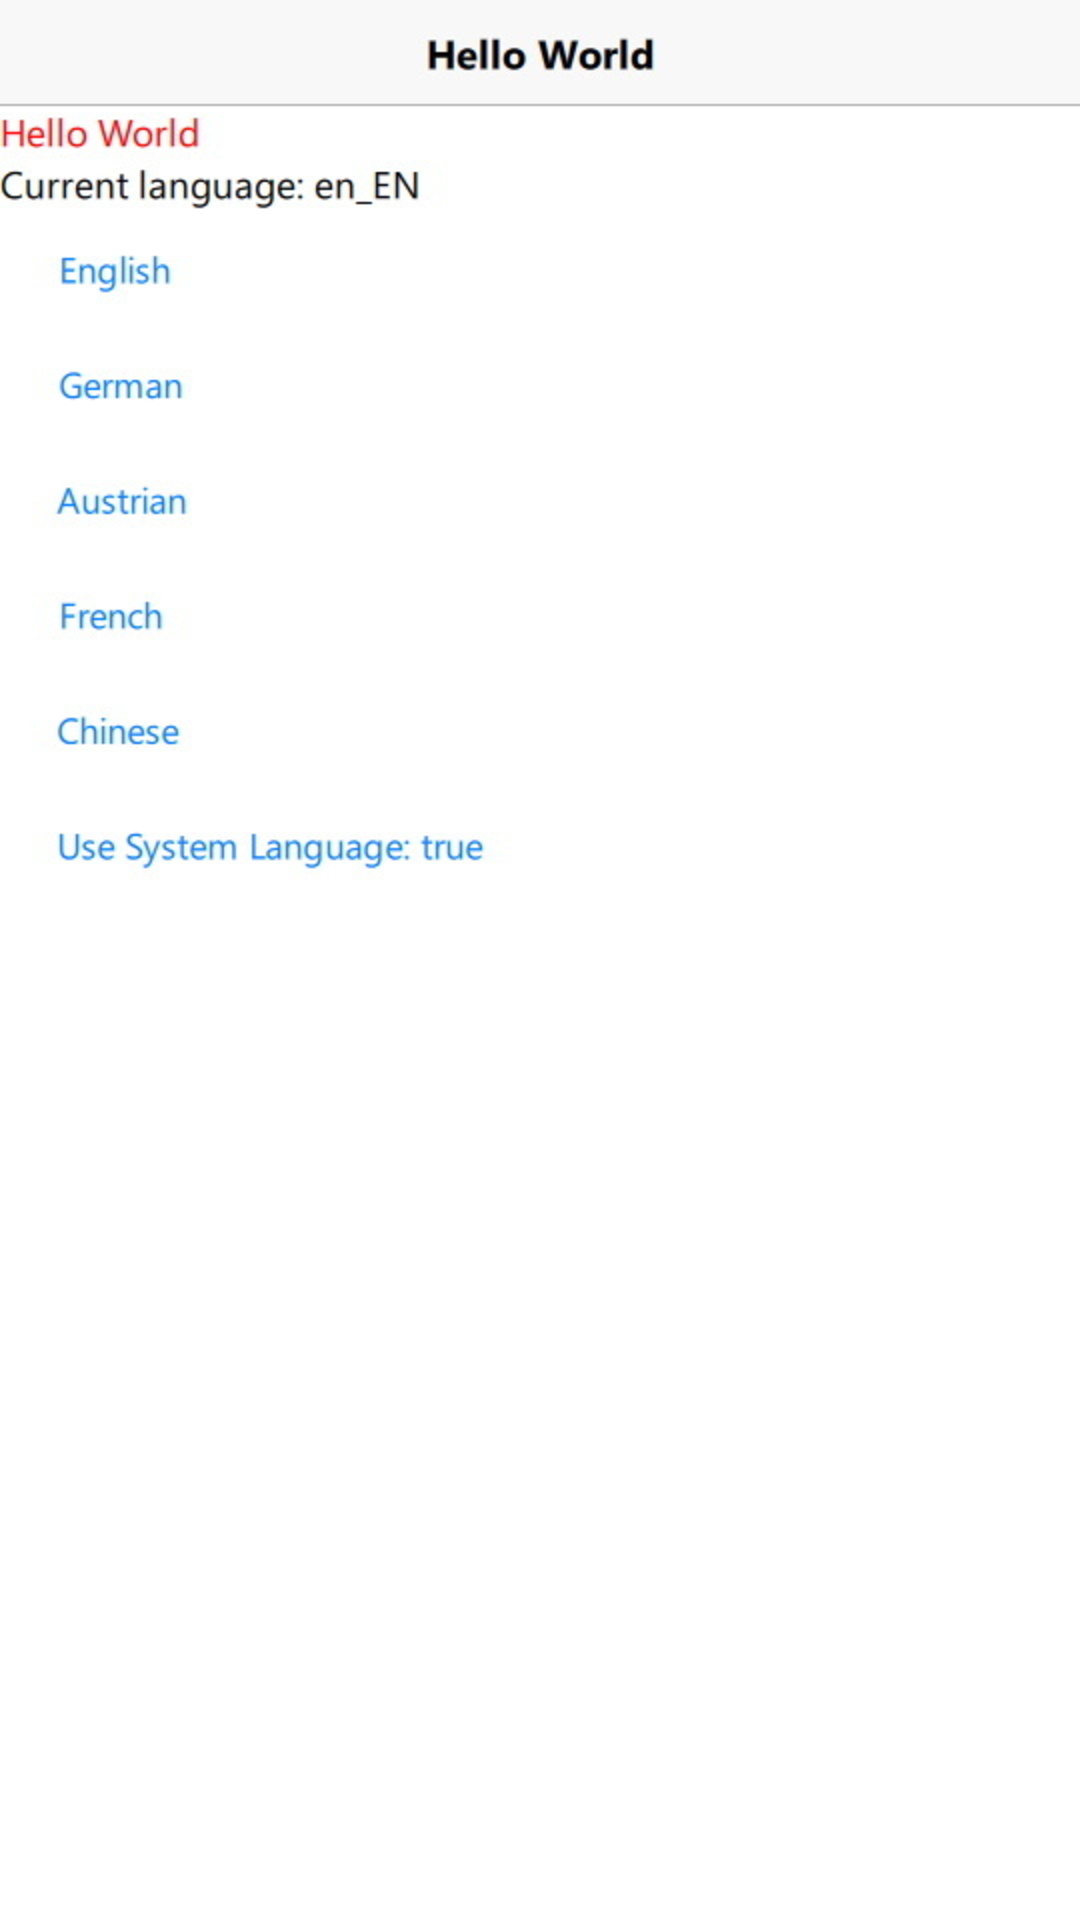 Hello World
Hello World
Current language: en_EN
English
German
Austrian
French
Chinese
Use System Language: true